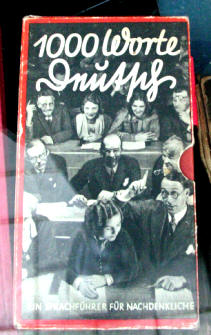 1000 Worte
Deutsch
EIN SPRACHFÜHRER FÜR NACHDENKLICHE